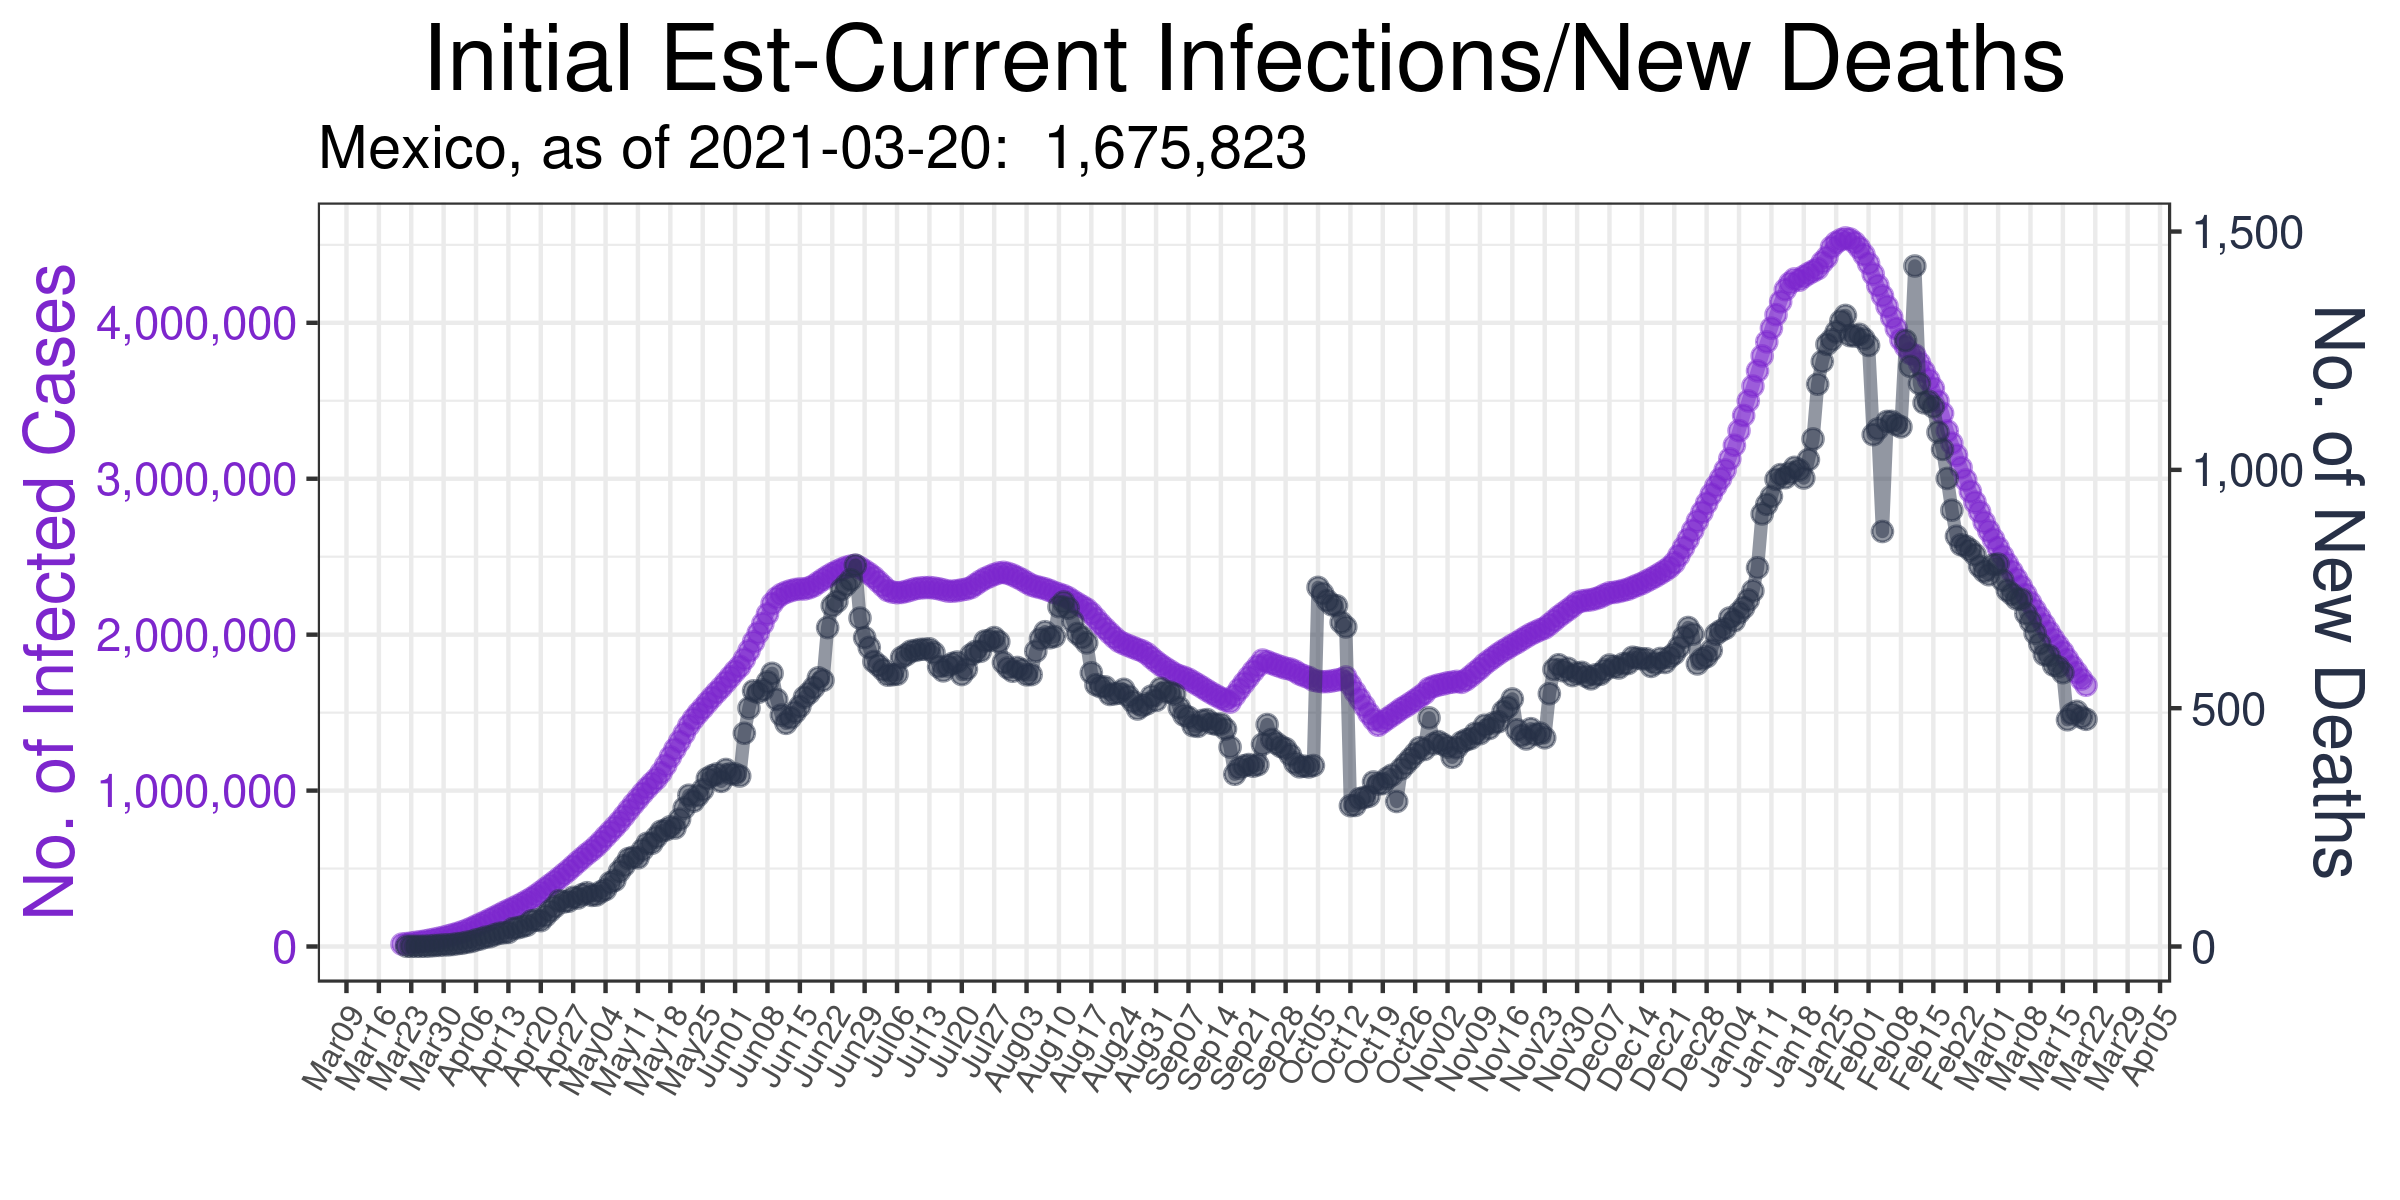 Initial Est-Current Infections/New Deaths
Mexico, as of 2021-03-20:  1,675,823
No. of Infected Cases
4,000,000
3,000,000
2,000,000
1,000,000
0
1,500
1,000
500
0
No. of New Deaths
Mar09 Mar16 Mar23 Mar30 Apr06 Apr13 Apr20 Apr27 May04 May11 May18 May25 Jun01 Jun08 Jun15 Jun22 Jun29 Jul06 Jul13 Jul20 Jul27 Aug03 Aug10 Aug17 Aug24 Aug31 Sep07 Sep14 Sep21 Sep28 Oct05 Oct12 Oct19 Oct26 Nov02 Nov09 Nov16 Nov23 Nov30 Dec07 Dec14 Dec21 Dec28 Jan04 Jan11 Jan18 Jan25 Feb01 Feb08 Feb15 Feb22 Mar01 Mar08 Mar15 Mar22 Mar29 Apr05